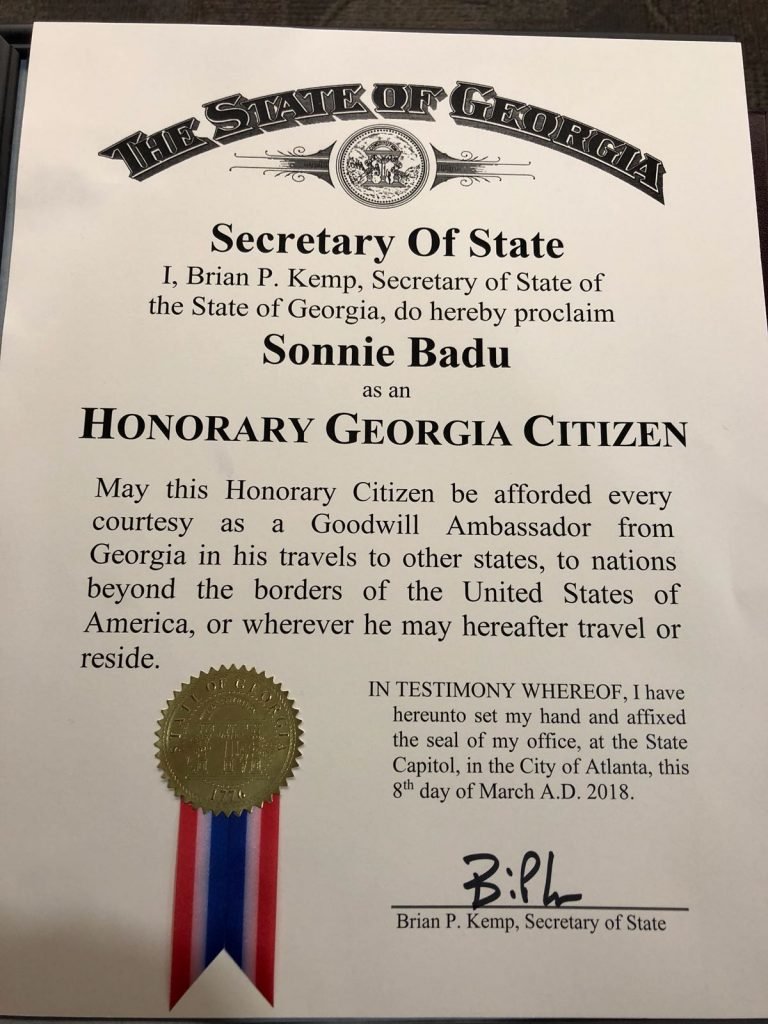 THE STATE OF GEORGIA
Secretary Of State
I, Brian P. Kemp, Secretary of State of
the State of Georgia, do hereby proclaim
Sonnie Badu
as an
HONORARY GEORGIA CITIZEN
May this Honorary Citizen be afforded every
courtesy as a Goodwill Ambassador from
Georgia in his travels to other states, to nations
beyond the borders of the United States of
America, or wherever he may hereafter travel or
reside.
STATE OF GEORGIA
1776
IN TESTIMONY WHEREOF, I have
hereunto set my hand and affixed
the seal of my office, at the State
Capitol, in the City of Atlanta, this
8th day of March A.D. 2018.
Brian P. Kemp, Secretary of State